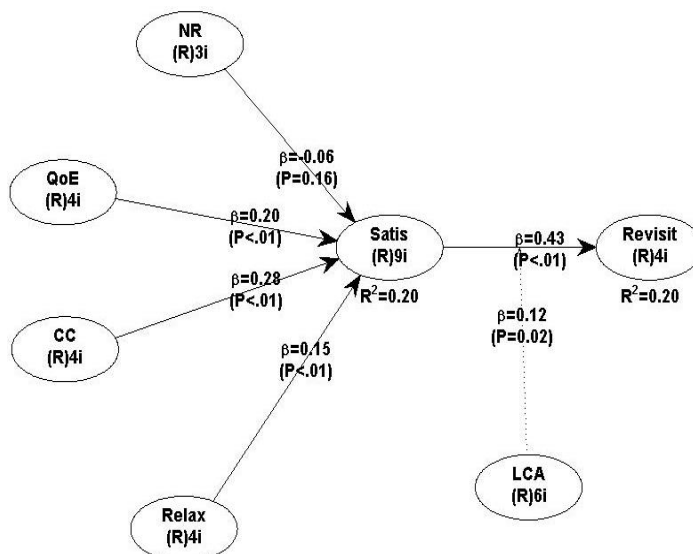 NR
(R)3i
β=-0.06
(P=0.16)
QoE
(R)4i
β=0.20
(P<.01)
Satis
(R)9i
R²=0.20
β=0.43
(P<.01)
Revisit
(R)4i
R²=0.20
β=0.28
(P<.01)
CC
(R)4i
β=0.12
(P=0.02)
β=0.15
(P<.01)
LCA
(R)6i
Relax
(R)4i